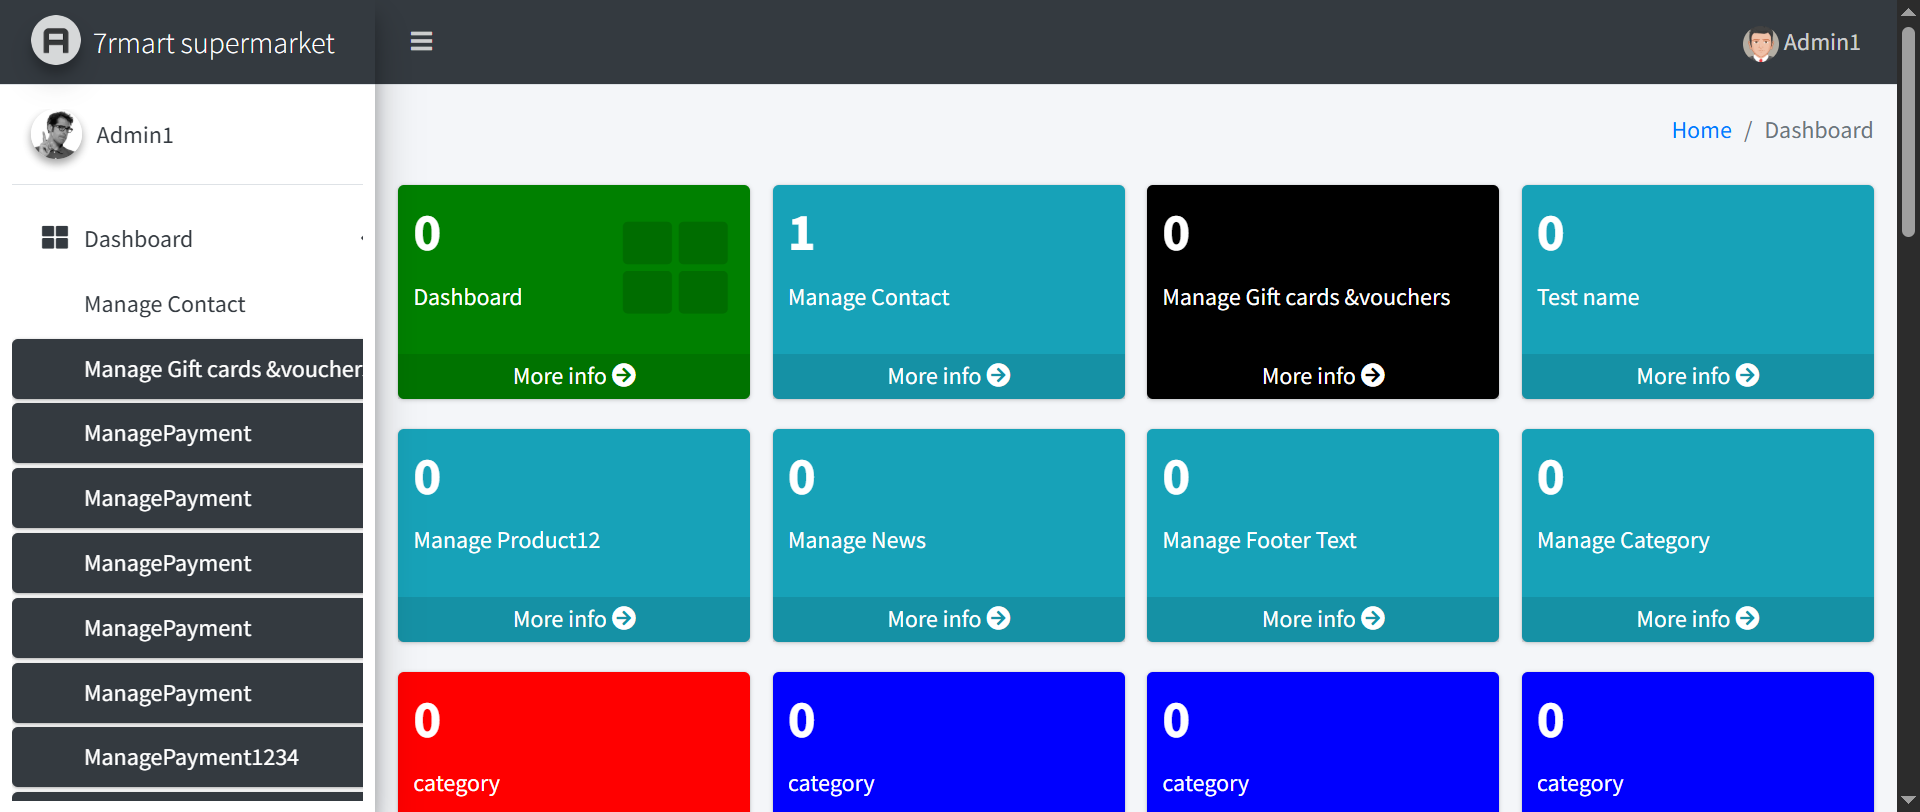 7rmart supermarket
Admin1
Admin1
Home / Dashboard
Dashboard
Manage Contact
Manage Gift cards &voucher
ManagePayment
ManagePayment
ManagePayment
ManagePayment
ManagePayment
ManagePayment1234
0
Dashboard
More info
1
Manage Contact
More info
0
Manage Gift cards &vouchers
More info
0
Test name
More info
0
Manage Product12
More info
0
Manage News
More info
0
Manage Footer Text
More info
0
Manage Category
More info
0
category
0
category
0
category
0
category